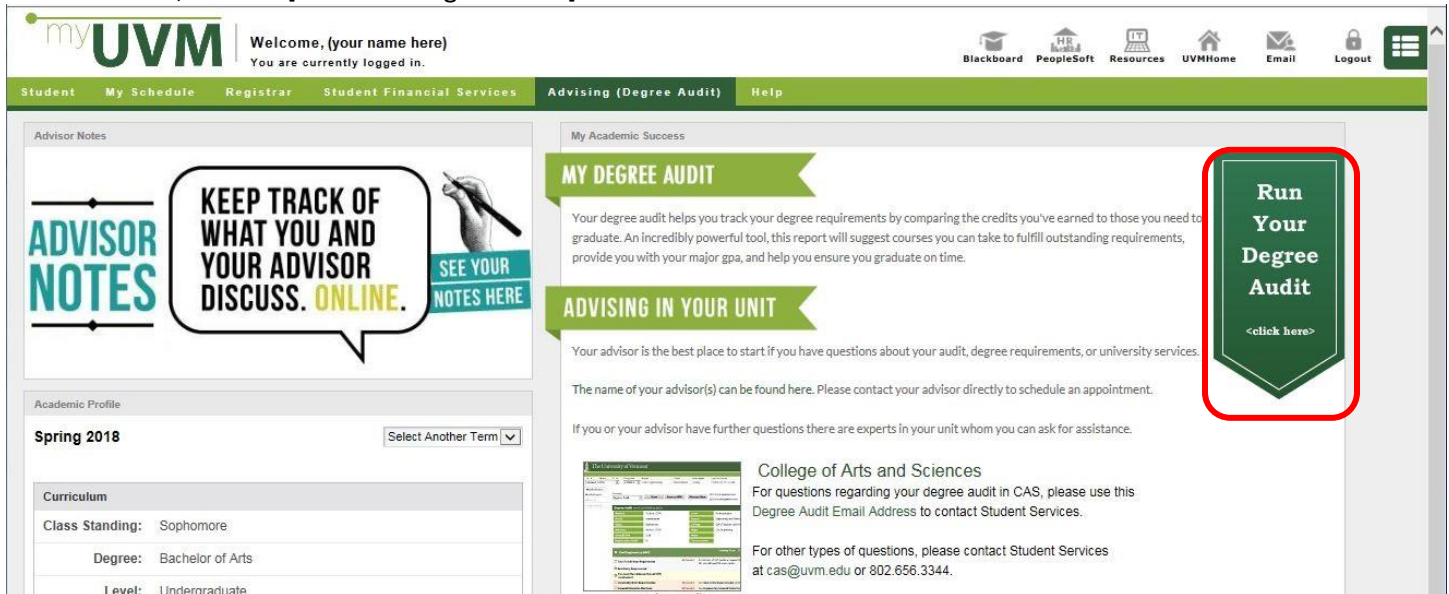 myUVM
Welcome, (your name here)
You are currently logged in.
Blackboard
HR
PeopleSoft
IT
Resources
UVMHome
Email
Logout
Student My Schedule Registrar Student Financial Services Advising (Degree Audit) Help
Advisor Notes
ADVISOR
NOTES
KEEP TRACK OF
WHAT YOU AND
YOUR ADVISOR
DISCUSS. ONLINE.
SEE YOUR
NOTES HERE
Academic Profile
Spring 2018
Select Another Term
Curriculum
Class Standing: Sophomore
Degree: Bachelor of Arts
Level: Undergraduate
My Academic Success
MY DEGREE AUDIT
Your degree audit helps you track your degree requirements by comparing the credits you've earned to those you need to
graduate. An incredibly powerful tool, this report will suggest courses you can take to fulfill outstanding requirements,
provide you with your major gpa, and help you ensure you graduate on time.
Run
Your
Degree
Audit
<click here>
ADVISING IN YOUR UNIT
Your advisor is the best place to start if you have questions about your audit, degree requirements, or university services.
The name of your advisor(s) can be found here. Please contact your advisor directly to schedule an appointment.
If you or your advisor have further questions there are experts in your unit whom you can ask for assistance.
The University of Vermont
College of Arts and Sciences
For questions regarding your degree audit in CAS, please use this
Degree Audit Email Address to contact Student Services.
For other types of questions, please contact Student Services
at cas@uvm.edu or 802.656.3344.